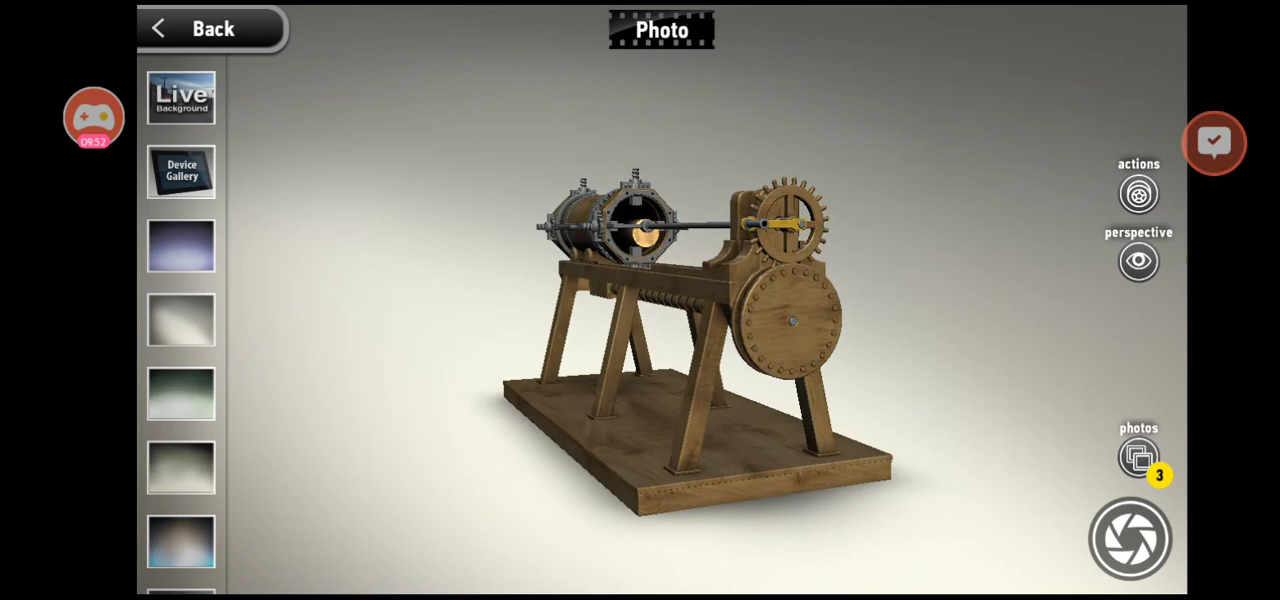 Back
Photo
Live
Background
09:52
Device
Gallery
actions
perspective
photos
3